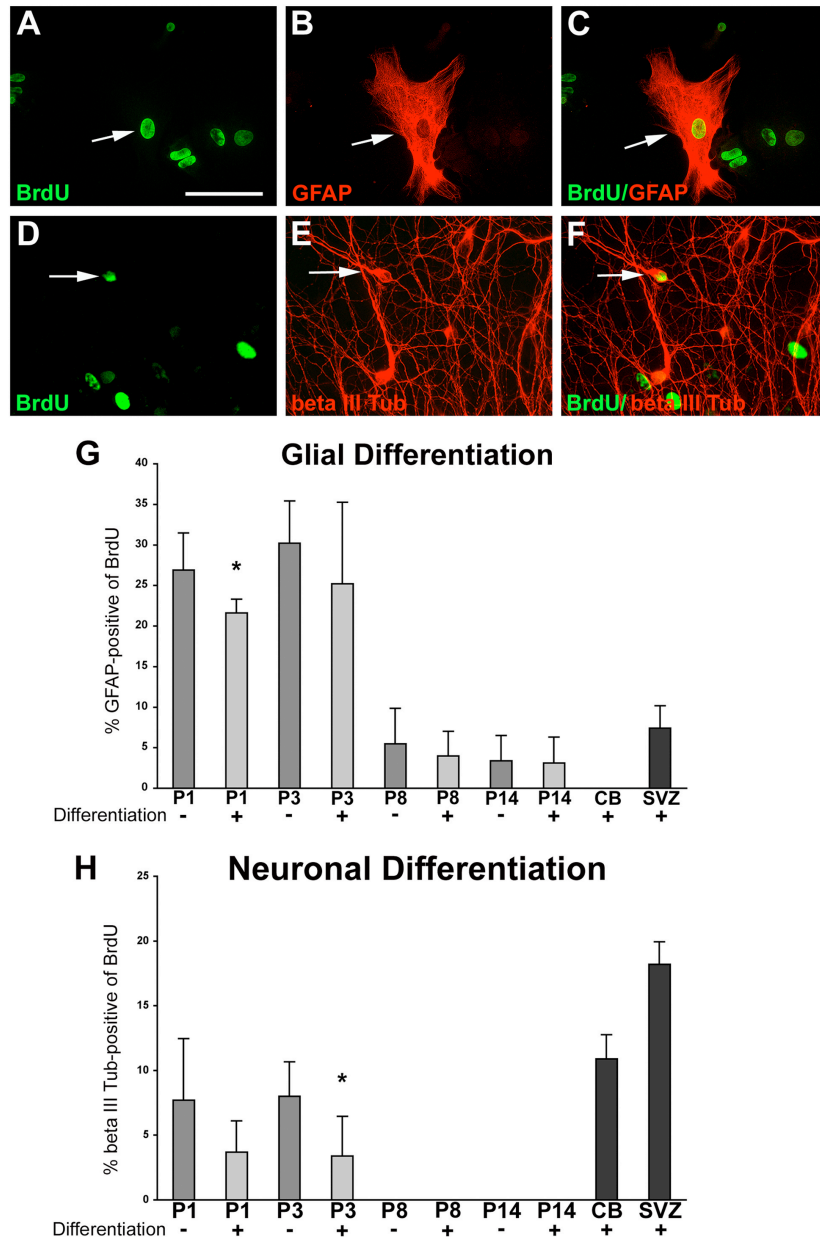 A B C
BrdU GFAP BrdU/GFAP
D E F
BrdU beta III Tub BrdU/ beta III Tub
G Glial Differentiation
% GFAP-positive of BrdU
40
35
30
25
20
15
10
5
0
*
P1 P1 P3 P3 P8 P8 P14 P14 CB SVZ
Differentiation - + - + - + - + + +
H Neuronal Differentiation
% beta III Tub-positive of BrdU
25
20
15
10
5
0
*
P1 P1 P3 P3 P8 P8 P14 P14 CB SVZ
Differentiation - + - + - + - + + +